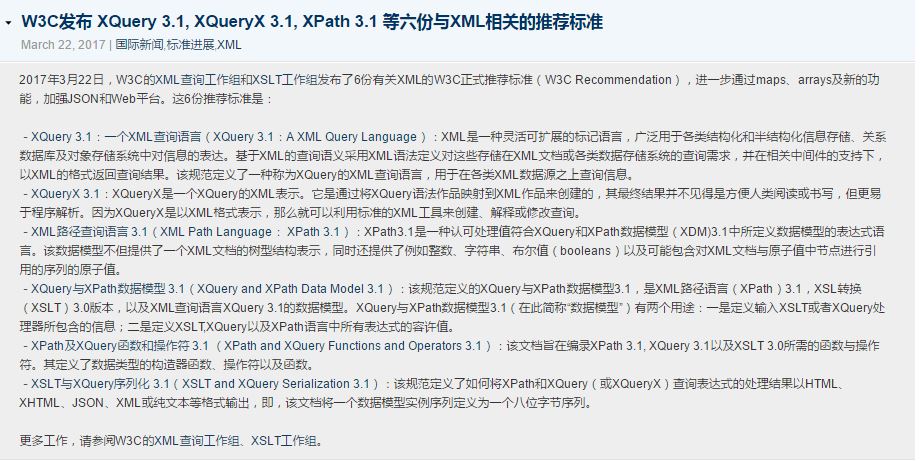 W3C发布 XQuery 3.1, XQueryX 3.1, XPath 3.1 等六份与XML相关的推荐标准
March 22, 2017 | 国际新闻,标准进展,XML
2017年3月22日，W3C的XML查询工作组和XSLT工作组发布了6份有关XML的W3C正式推荐标准（W3C Recommendation），进一步通过maps、arrays及新的功
能，加强JSON和Web平台。这6份推荐标准是：
- XQuery 3.1：一个XML查询语言（XQuery 3.1：A XML Query Language）：XML是一种灵活可扩展的标记语言，广泛用于各类结构化和半结构化信息存储、关系
数据库及对象存储系统中对信息的表达。基于XML的查询语义采用XML语法定义对这些存储在XML文档或各类数据存储系统的查询需求，并在相关中间件的支持下，
以XML的格式返回查询结果。该规范定义了一种称为XQuery的XML查询语言，用于在各类XML数据源之上查询信息。
- XQueryX 3.1：XQueryX是一个XQuery的XML表示。它是通过将XQuery语法作品映射到XML作品来创建的，其最终结果并不见得是方便人类阅读或书写，但更易
于程序解析。因为XQueryX是以XML格式表示，那么就可以利用标准的XML工具来创建、解释或修改查询。
- XML路径查询语言 3.1（XML Path Language： XPath 3.1）：XPath3.1是一种认可处理值符合XQuery和XPath数据模型（XDM)3.1中所定义数据模型的表达式语
言。该数据模型不但提供了一个XML文档的树型结构表示，同时还提供了例如整数、字符串、布尔值（booleans）以及可能包含对XML文档与原子值中节点进行引
用的序列的原子值。
- XQuery与XPath数据模型 3.1（XQuery and XPath Data Model 3.1）：该规范定义的XQuery与XPath数据模型3.1，是XML路径语言（XPath）3.1，XSL转换
（XSLT）3.0版本，以及XML查询语言XQuery 3.1的数据模型。XQuery与XPath数据模型3.1（在此简称“数据模型”）有两个用途：一是定义输入XSLT或者XQuery处
理器所包含的信息；二是定义XSLT,XQuery以及XPath语言中所有表达式的容许值。
- XPath及XQuery函数和操作符 3.1 （XPath and XQuery Functions and Operators 3.1）：该文档旨在编录XPath 3.1, XQuery 3.1以及XSLT 3.0所需的函数与操作
符。其定义了数据类型的构造器函数、操作符以及函数。
- XSLT与XQuery序列化 3.1（XSLT and XQuery Serialization 3.1）：该规范定义了如何将XPath和XQuery（或XQueryX）查询表达式的处理结果以HTML、
XHTML、JSON、XML或纯文本等格式输出，即，该文档将一个数据模型实例序列定义为一个八位字节序列。
更多工作，请参阅W3C的XML查询工作组、XSLT工作组。